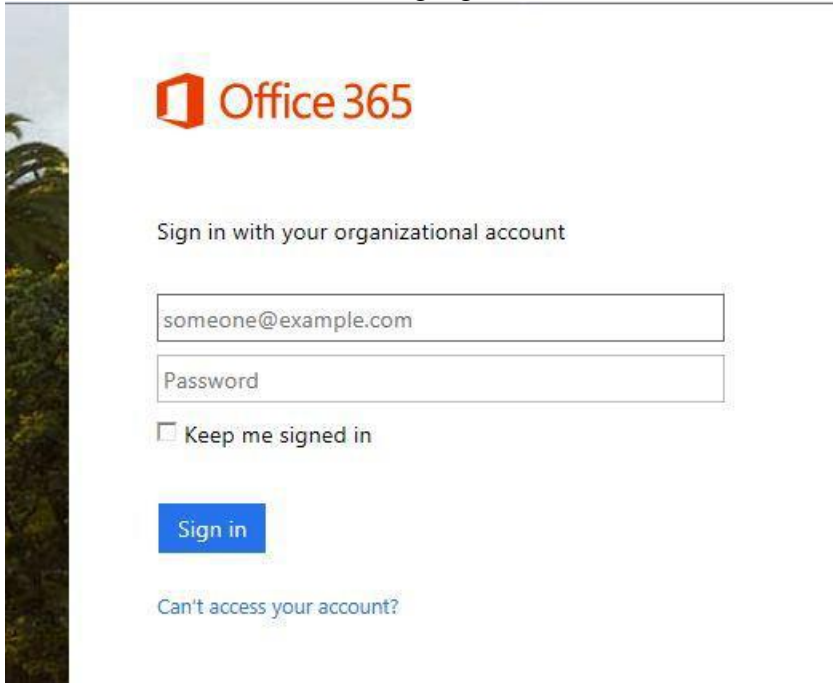 Office 365
Sign in with your organizational account
someone@example.com
Password
Keep me signed in
Sign in
Can't access your account?